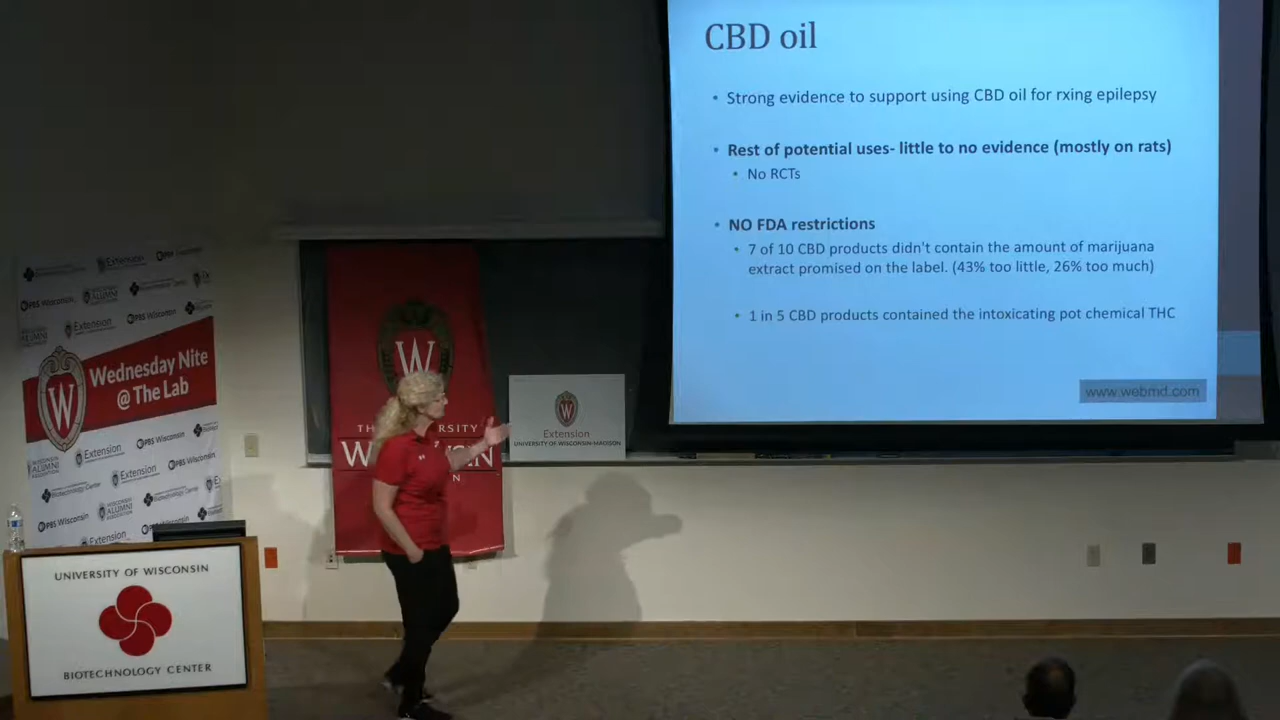 CBD oil
• Strong evidence to support using CBD oil for rxing epilepsy
• Rest of potential uses- little to no evidence (mostly on rats)
• No RCTs
• NO FDA restrictions
• 7 of 10 CBD products didn't contain the amount of marijuana
extract promised on the label. (43% too little, 26% too much)
• 1 in 5 CBD products contained the intoxicating pot chemical THC
www.webmd.com
Extension
PBS Wisconsin
Extension
Wednesday Nite
@ The Lab
W
PBS Wisconsin
Extension
PBS Wisconsin
Extension
PBS Wisconsin
Extension
W
Extension
UNIVERSITY OF WISCONSIN-MADISON
UNIVERSITY OF WISCONSIN
BIOTECHNOLOGY CENTER